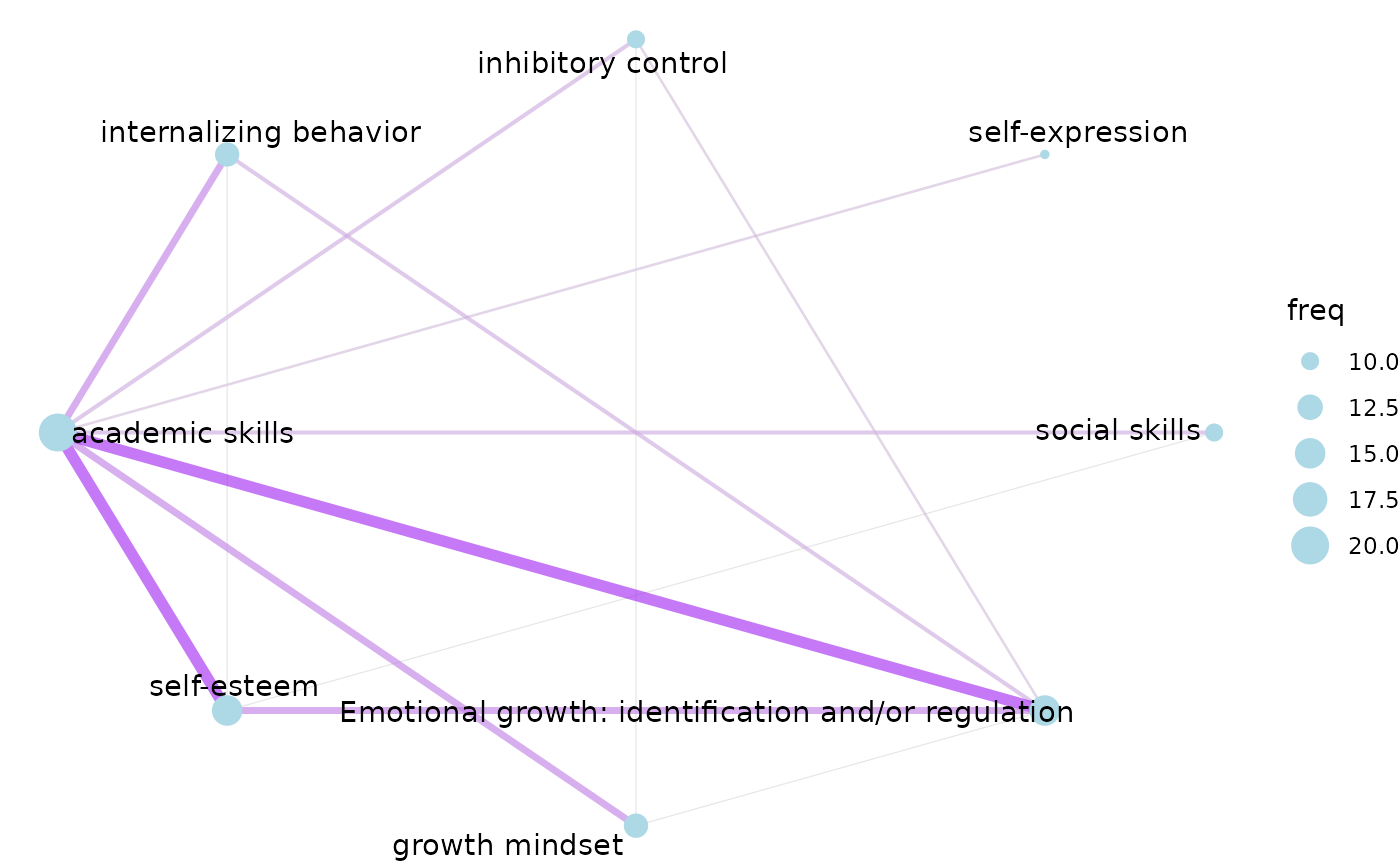 inhibitory control
internalizing behavior
self-expression
freq
10.0
12.5
academic skills
social skills
15.0
17.5
20.0
self-esteem
Emotional growth: identification and/or regulation
growth mindset